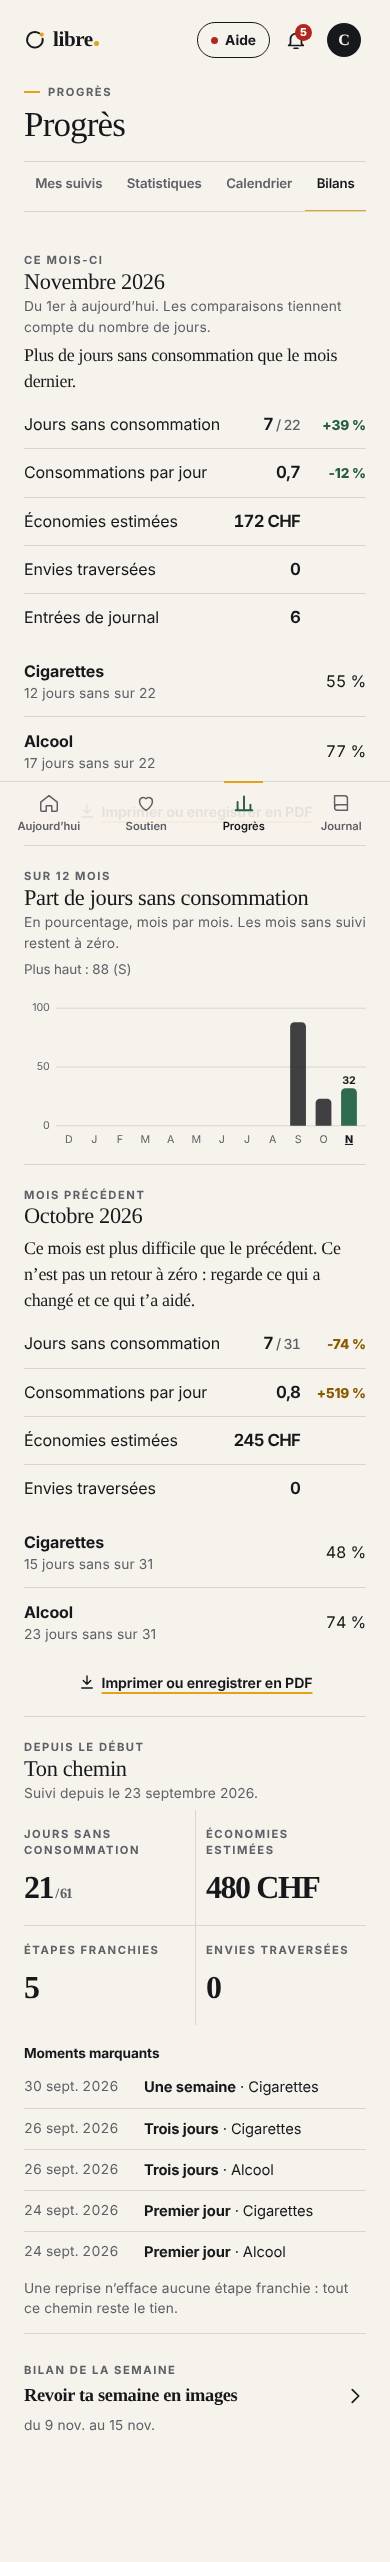 libre.
Aide
5
C
PROGRÈS
Progrès
Mes suivis Statistiques Calendrier Bilans
CE MOIS-CI
Novembre 2026
Du 1er à aujourd’hui. Les comparaisons tiennent
compte du nombre de jours.
Plus de jours sans consommation que le mois
dernier.
Jours sans consommation 7 / 22 +39 %
Consommations par jour 0,7 -12 %
Économies estimées 172 CHF
Envies traversées 0
Entrées de journal 6
Cigarettes
12 jours sans sur 22
55 %
Alcool
17 jours sans sur 22
77 %
Imprimer ou enregistrer en PDF
Aujourd’hui Soutien Progrès Journal
SUR 12 MOIS
Part de jours sans consommation
En pourcentage, mois par mois. Les mois sans suivi
restent à zéro.
Plus haut : 88 (S)
100
50
0
32
D J F M A M J J A S O N
MOIS PRÉCÉDENT
Octobre 2026
Ce mois est plus difficile que le précédent. Ce
n’est pas un retour à zéro : regarde ce qui a
changé et ce qui t’a aidé.
Jours sans consommation 7 / 31 -74 %
Consommations par jour 0,8 +519 %
Économies estimées 245 CHF
Envies traversées 0
Cigarettes
15 jours sans sur 31
48 %
Alcool
23 jours sans sur 31
74 %
Imprimer ou enregistrer en PDF
DEPUIS LE DÉBUT
Ton chemin
Suivi depuis le 23 septembre 2026.
JOURS SANS
CONSOMMATION
21 /61
ÉCONOMIES
ESTIMÉES
480 CHF
ÉTAPES FRANCHIES
5
ENVIES TRAVERSÉES
0
Moments marquants
30 sept. 2026 Une semaine · Cigarettes
26 sept. 2026 Trois jours · Cigarettes
26 sept. 2026 Trois jours · Alcool
24 sept. 2026 Premier jour · Cigarettes
24 sept. 2026 Premier jour · Alcool
Une reprise n’efface aucune étape franchie : tout
ce chemin reste le tien.
BILAN DE LA SEMAINE
Revoir ta semaine en images
du 9 nov. au 15 nov.